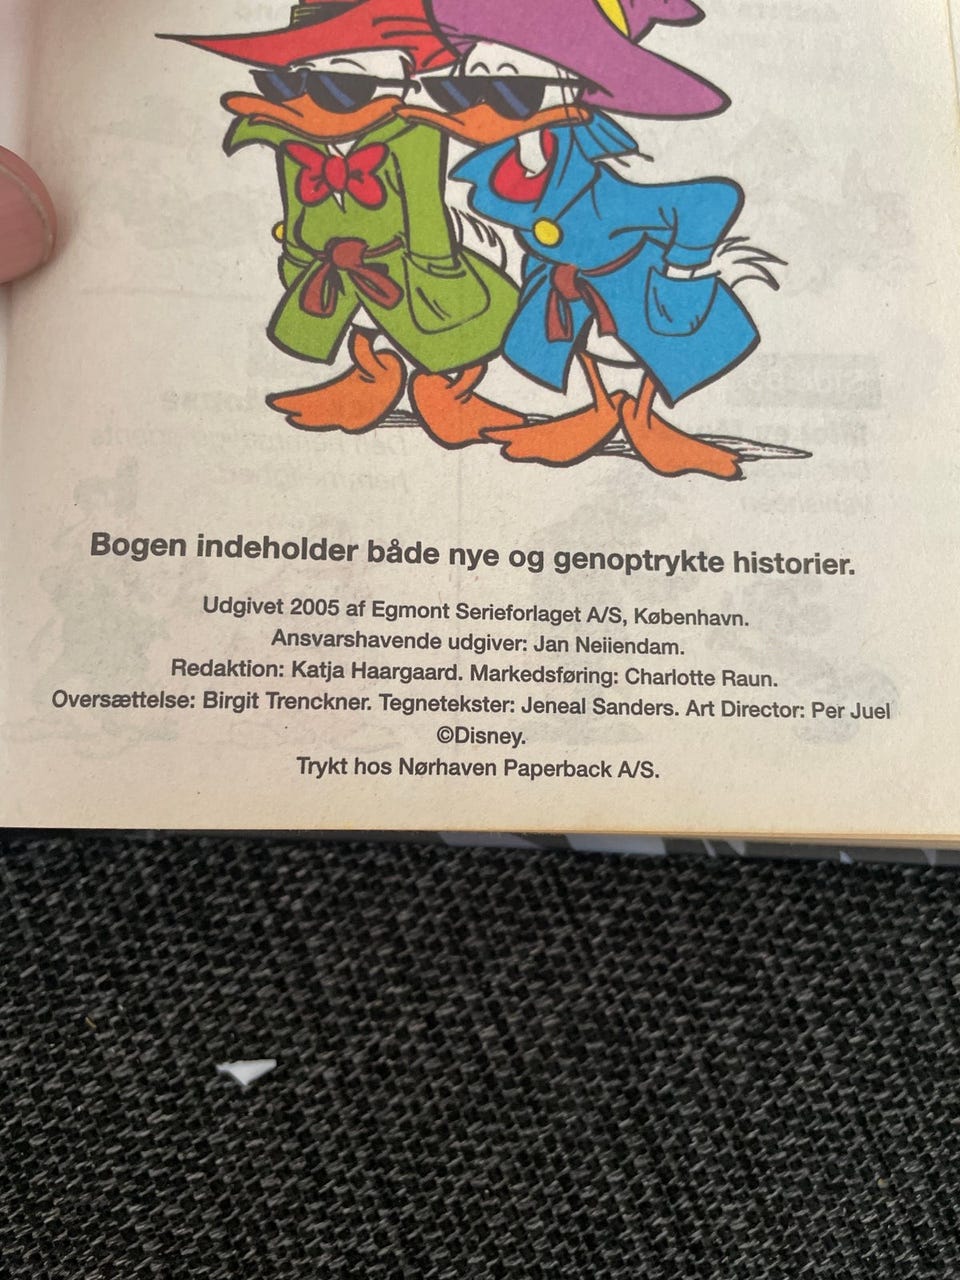 Bogen indeholder både nye og genoptrykte historier.
Udgivet 2005 af Egmont Serieforlaget A/S, København.
Ansvarshavende udgiver: Jan Neiiendam.
Redaktion: Katja Haargaard. Markedsføring: Charlotte Raun.
Oversættelse: Birgit Trenckner. Tegnetekster: Jeneal Sanders. Art Director: Per Juel
©Disney.
Trykt hos Nørhaven Paperback A/S.